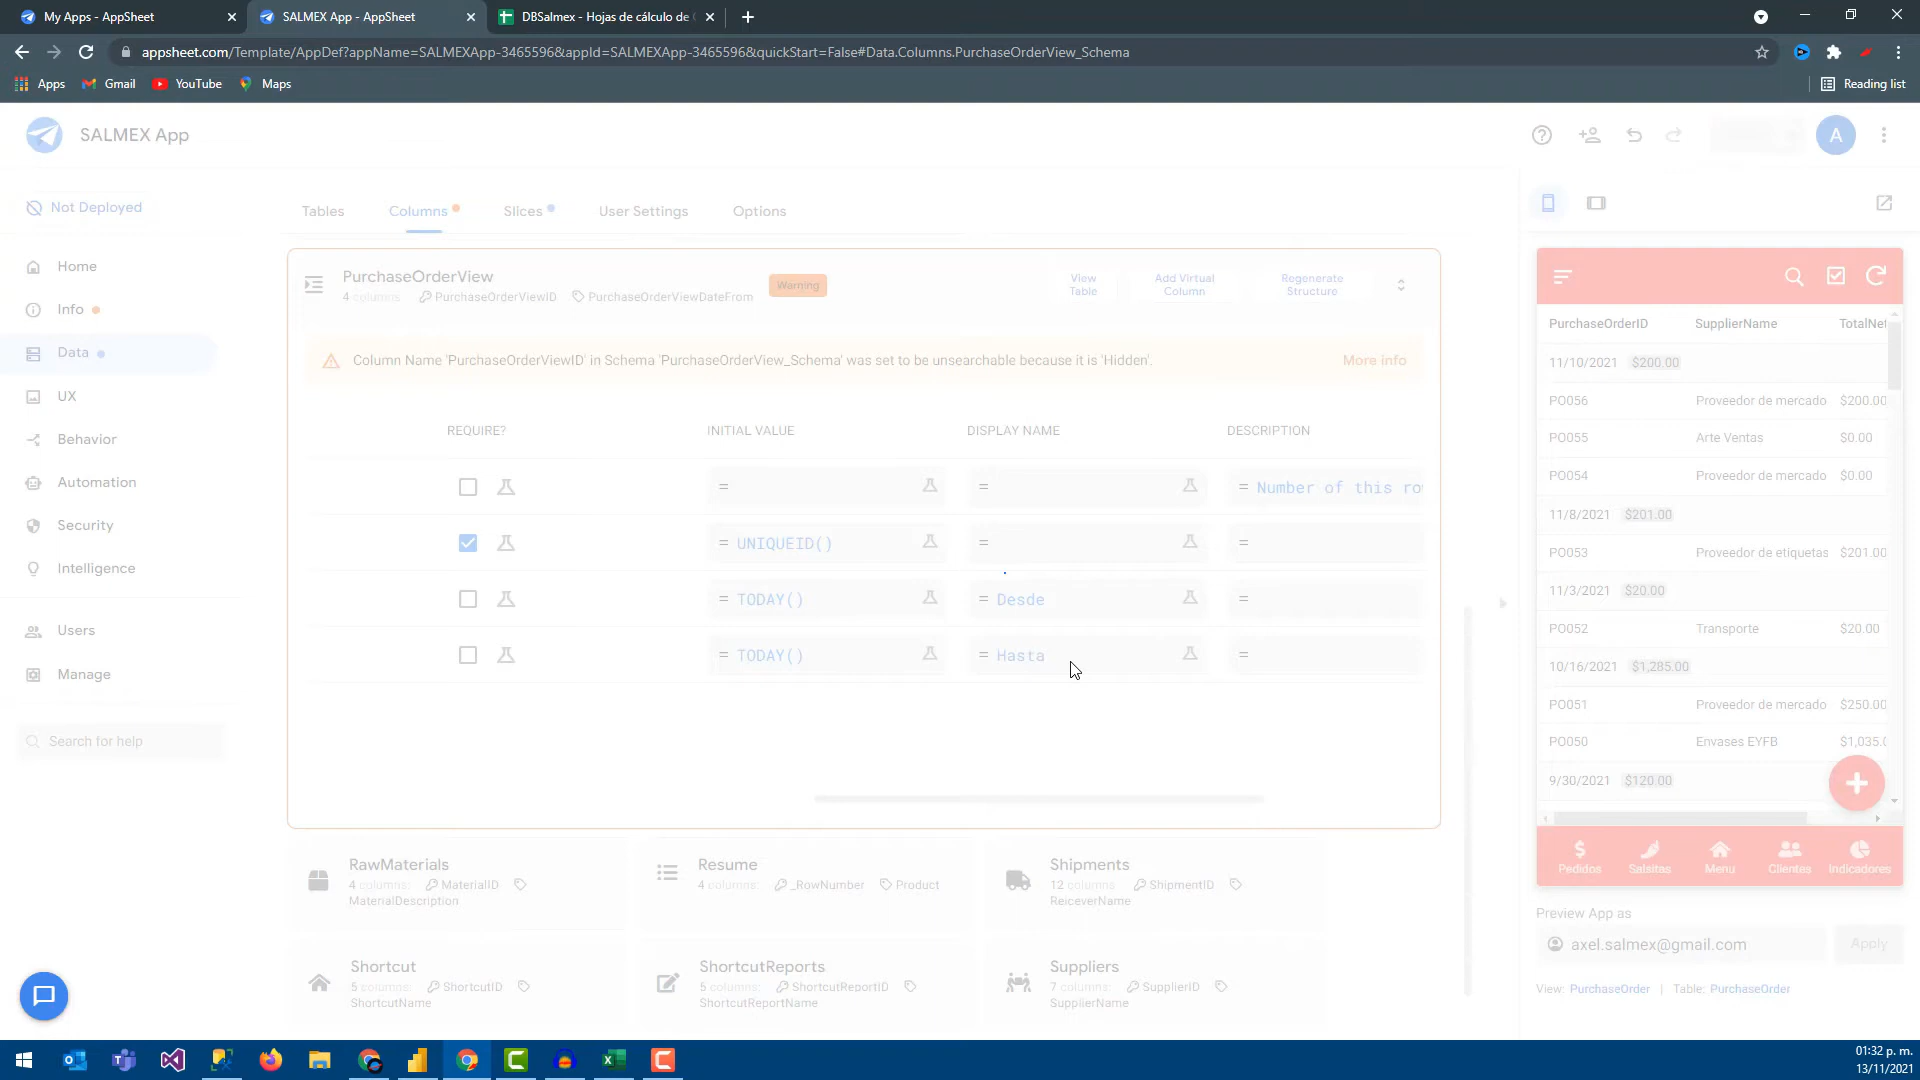 My Apps - AppSheet
SALMEX App - AppSheet
DBSalmex - Hojas de cálculo de
appsheet.com/Template/AppDef?appName=SALMEXApp-3465596&appId=SALMEXApp-3465596&quickStart=False#Data.Columns.PurchaseOrderView_Schema
Apps
Gmail
YouTube
Maps
Reading list
SALMEX App
A
Not Deployed
Home
Info
Data
UX
Behavior
Automation
Security
Intelligence
Users
Manage
Search for help
Tables
Columns
Slices
User Settings
Options
PurchaseOrderView
4 columns: PurchaseOrderViewID PurchaseOrderViewDateFrom
Warning
View Table
Add Virtual Column
Regenerate Structure
Column Name 'PurchaseOrderViewID' in Schema 'PurchaseOrderView_Schema' was set to be unsearchable because it is 'Hidden'.
More info
REQUIRE? INITIAL VALUE DISPLAY NAME DESCRIPTION
= = = Number of this ro
= UNIQUEID() = =
= TODAY() = Desde =
= TODAY() = Hasta =
RawMaterials
4 columns: MaterialID
MaterialDescription
Resume
4 columns: _RowNumber Product
Shipments
12 columns ShipmentID
ReiceverName
Shortcut
5 columns: ShortcutID
ShortcutName
ShortcutReports
5 columns: ShortcutReportID
ShortcutReportName
Suppliers
7 columns: SupplierID
SupplierName
PurchaseOrderID SupplierName TotalNet
11/10/2021 $200.00
PO056 Proveedor de mercado $200.00
PO055 Arte Ventas $0.00
PO054 Proveedor de mercado $0.00
11/8/2021 $201.00
PO053 Proveedor de etiquetas $201.00
11/3/2021 $20.00
PO052 Transporte $20.00
10/16/2021 $1,285.00
PO051 Proveedor de mercado $250.00
PO050 Envases EYFB $1,035.0
9/30/2021 $120.00
Pedidos
Salsitas
Menu
Clientes
Indicadores
Preview App as
axel.salmex@gmail.com
Apply
View: PurchaseOrder | Table: PurchaseOrder
01:32 p. m.
13/11/2021